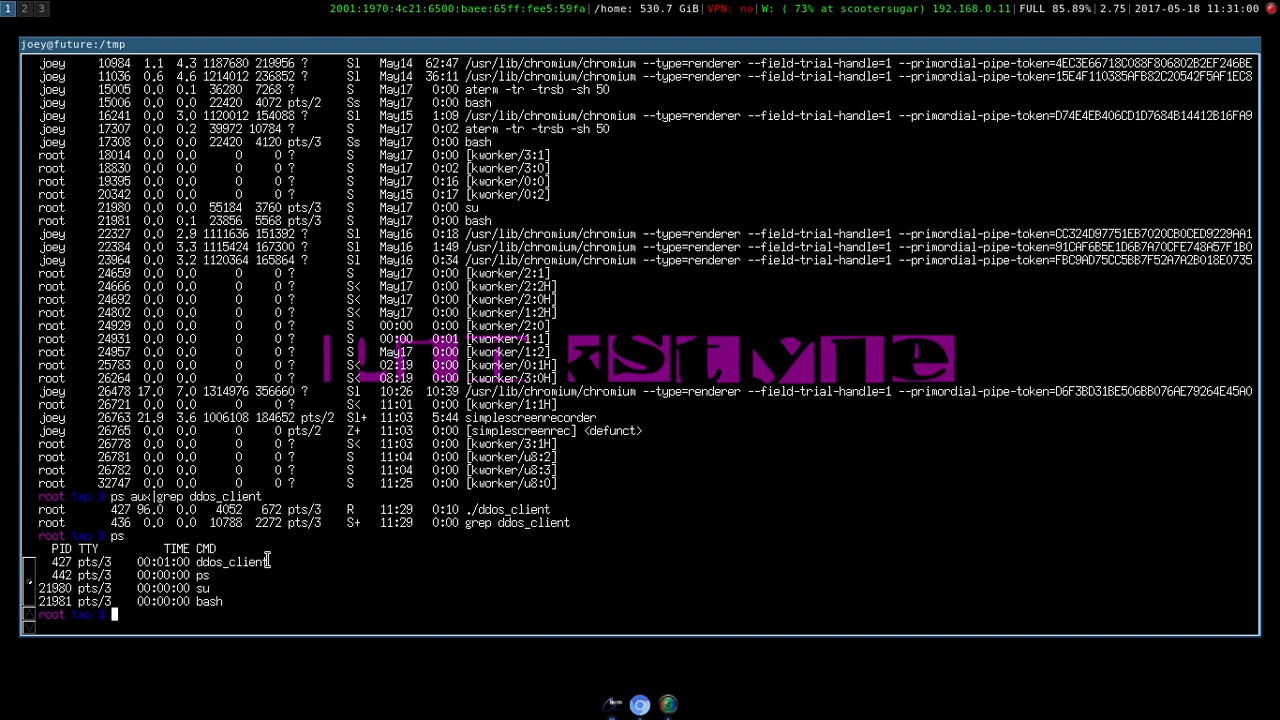 1 2 3 2001:1970:4c21:6500:baee:65ff:fee5:59fa|/home: 530.7 GiB|VPN: no|W: ( 73% at scootersugar) 192.168.0.11|FULL 85.89%|2.75|2017-05-18 11:31:00
joey@future:/tmp
joey 10984 1.1 4.3 1187680 219956 ? Sl May14 62:47 /usr/lib/chromium/chromium --type=renderer --field-trial-handle=1 --primordial-pipe-token=4EC3E66718C088F806802B2EF246BE
joey 11036 0.6 4.6 1214012 236852 ? Sl May14 36:11 /usr/lib/chromium/chromium --type=renderer --field-trial-handle=1 --primordial-pipe-token=15E4F110385AFB82C20542F5AF1EC8
joey 15005 0.0 0.1 36280 7268 ? S May17 0:00 aterm -tr -trsb -sh 50
joey 15006 0.0 0.0 22420 4072 pts/2 Ss May17 0:00 bash
joey 16241 0.0 3.0 1120012 154088 ? Sl May15 1:09 /usr/lib/chromium/chromium --type=renderer --field-trial-handle=1 --primordial-pipe-token=D74E4EB406CD1D7684B14412B16FA9
joey 17307 0.0 0.2 39972 10784 ? S May17 0:02 aterm -tr -trsb -sh 50
joey 17308 0.0 0.0 22420 4120 pts/3 Ss May17 0:00 bash
root 18014 0.0 0.0 0 0 ? S May17 0:00 [kworker/3:1]
root 18830 0.0 0.0 0 0 ? S May17 0:02 [kworker/3:0]
root 19395 0.0 0.0 0 0 ? S May17 0:16 [kworker/0:0]
root 20342 0.0 0.0 0 0 ? S May15 0:17 [kworker/0:2]
root 21980 0.0 0.0 55184 3760 pts/3 S May17 0:00 su
root 21981 0.0 0.1 23856 5568 pts/3 S May17 0:00 bash
joey 22327 0.0 2.9 1111636 151392 ? Sl May16 0:18 /usr/lib/chromium/chromium --type=renderer --field-trial-handle=1 --primordial-pipe-token=CC324D97751EB7020CB0CED9229AA1
joey 22384 0.0 3.3 1115424 167300 ? Sl May16 1:49 /usr/lib/chromium/chromium --type=renderer --field-trial-handle=1 --primordial-pipe-token=91CAF6B5E1D6B7A70CFE748A57F1B0
joey 23964 0.0 3.2 1120364 165864 ? Sl May16 0:34 /usr/lib/chromium/chromium --type=renderer --field-trial-handle=1 --primordial-pipe-token=FBC9AD75CC5BB7F52A7A2B018E0735
root 24659 0.0 0.0 0 0 ? S May17 0:00 [kworker/2:1]
root 24666 0.0 0.0 0 0 ? S< May17 0:00 [kworker/2:2H]
root 24692 0.0 0.0 0 0 ? S< May17 0:00 [kworker/2:0H]
root 24802 0.0 0.0 0 0 ? S< May17 0:00 [kworker/1:2H]
root 24929 0.0 0.0 0 0 ? S 00:00 0:00 [kworker/2:0]
root 24931 0.0 0.0 0 0 ? S 00:00 0:01 [kworker/1:1]
root 24957 0.0 0.0 0 0 ? S May17 0:00 [kworker/1:2]
root 25783 0.0 0.0 0 0 ? S< 02:19 0:00 [kworker/0:1H]
root 26264 0.0 0.0 0 0 ? S< 08:19 0:00 [kworker/3:0H]
joey 26478 17.0 7.0 1314976 356660 ? Sl 10:26 10:39 /usr/lib/chromium/chromium --type=renderer --field-trial-handle=1 --primordial-pipe-token=D6F3BD31BE506BB076AE79264E45A0
root 26721 0.0 0.0 0 0 ? S< 11:01 0:00 [kworker/1:1H]
joey 26763 21.9 3.6 1006108 184652 pts/2 Sl+ 11:03 5:44 simplescreenrecorder
joey 26765 0.0 0.0 0 0 pts/2 Z+ 11:03 0:00 [simplescreenrec] <defunct>
root 26778 0.0 0.0 0 0 ? S< 11:03 0:00 [kworker/3:1H]
root 26781 0.0 0.0 0 0 ? S 11:04 0:00 [kworker/u8:2]
root 26782 0.0 0.0 0 0 ? S 11:04 0:00 [kworker/u8:3]
root 32747 0.0 0.0 0 0 ? S 11:25 0:00 [kworker/u8:0]
root tmp $ ps aux|grep ddos_client
root 427 96.0 0.0 4052 672 pts/3 R 11:29 0:10 ./ddos_client
root 436 0.0 0.0 10788 2272 pts/3 S+ 11:29 0:00 grep ddos_client
root tmp $ ps
PID TTY TIME CMD
427 pts/3 00:01:00 ddos_client
442 pts/3 00:00:00 ps
21980 pts/3 00:00:00 su
21981 pts/3 00:00:00 bash
root tmp $